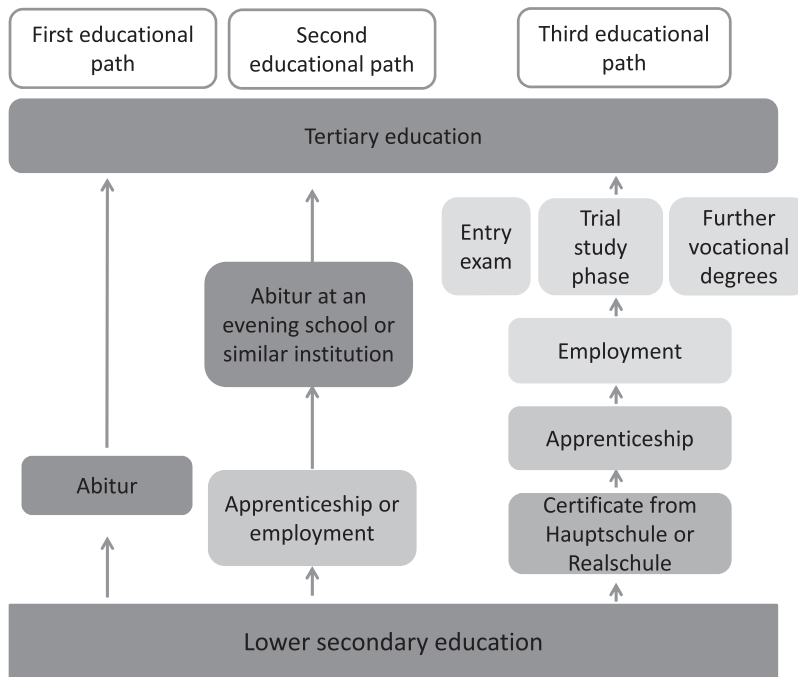 First educational
path
Second
educational path
Third educational
path
Tertiary education
Entry
exam
Trial
study
phase
Further
vocational
degrees
Abitur at an
evening school or
similar institution
Employment
Apprenticeship
Abitur
Apprenticeship or
employment
Certificate from
Hauptschule or
Realschule
Lower secondary education